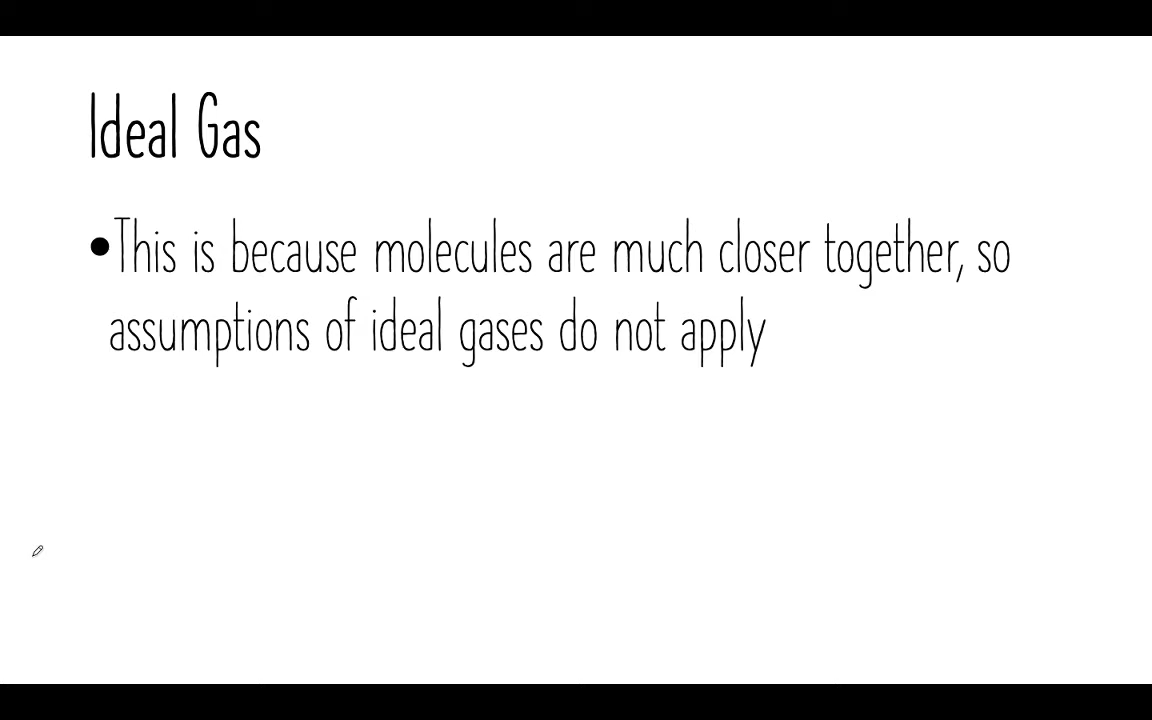 Ideal Gas
•This is because molecules are much closer together, so
assumptions of ideal gases do not apply